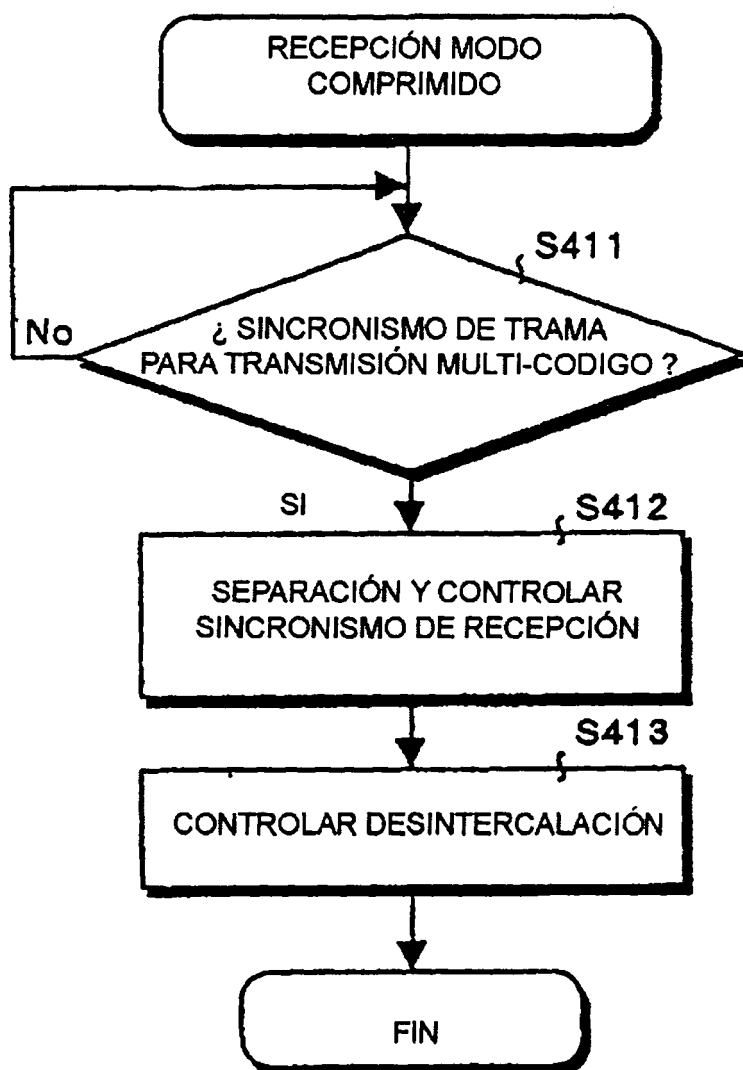 RECEPCIÓN MODO
COMPRIMIDO
S411
No
¿ SINCRONISMO DE TRAMA
PARA TRANSMISIÓN MULTI-CODIGO ?
SI
S412
SEPARACIÓN Y CONTROLAR
SINCRONISMO DE RECEPCIÓN
S413
CONTROLAR DESINTERCALACIÓN
FIN